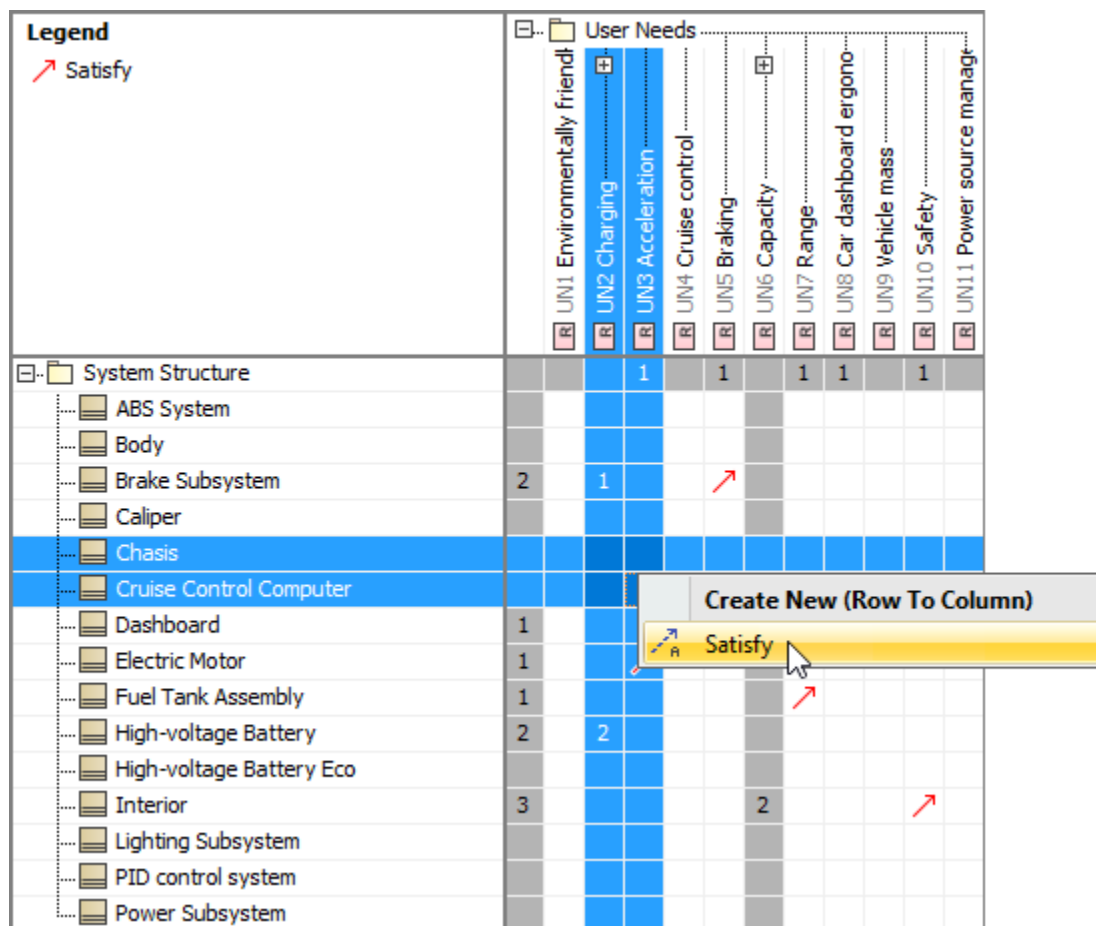 Legend
Satisfy
User Needs
R UN1 Environmentally friendl
R UN2 Charging
R UN3 Acceleration
R UN4 Cruise control
R UN5 Braking
R UN6 Capacity
R UN7 Range
R UN8 Car dashboard ergono
R UN9 Vehicle mass
R UN10 Safety
R UN11 Power source manage
System Structure 1 1 1 1 1
ABS System
Body
Brake Subsystem 2 1
Caliper
Chasis
Cruise Control Computer
Create New (Row To Column)
Dashboard 1
A Satisfy
Electric Motor 1
Fuel Tank Assembly 1
High-voltage Battery 2 2
High-voltage Battery Eco
Interior 3 2
Lighting Subsystem
PID control system
Power Subsystem